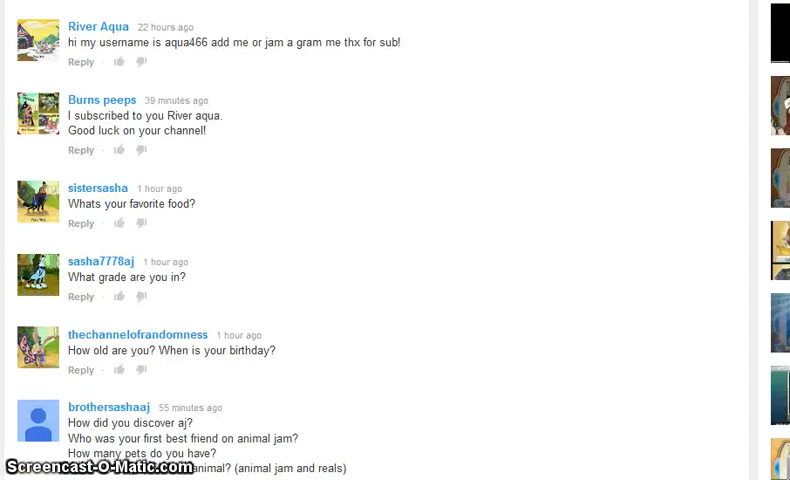 River Aqua 22 hours ago
hi my username is aqua466 add me or jam a gram me thx for sub!
Reply
Burns peeps 39 minutes ago
I subscribed to you River aqua.
Good luck on your channel!
Reply
sistersasha 1 hour ago
Whats your favorite food?
Reply
sasha7778aj 1 hour ago
What grade are you in?
Reply
thechannelofrandomness 1 hour ago
How old are you? When is your birthday?
Reply
brothersashaaj 55 minutes ago
How did you discover aj?
Who was your first best friend on animal jam?
How many pets do you have?
animal? (animal jam and reals)
Screencast-O-Matic.com